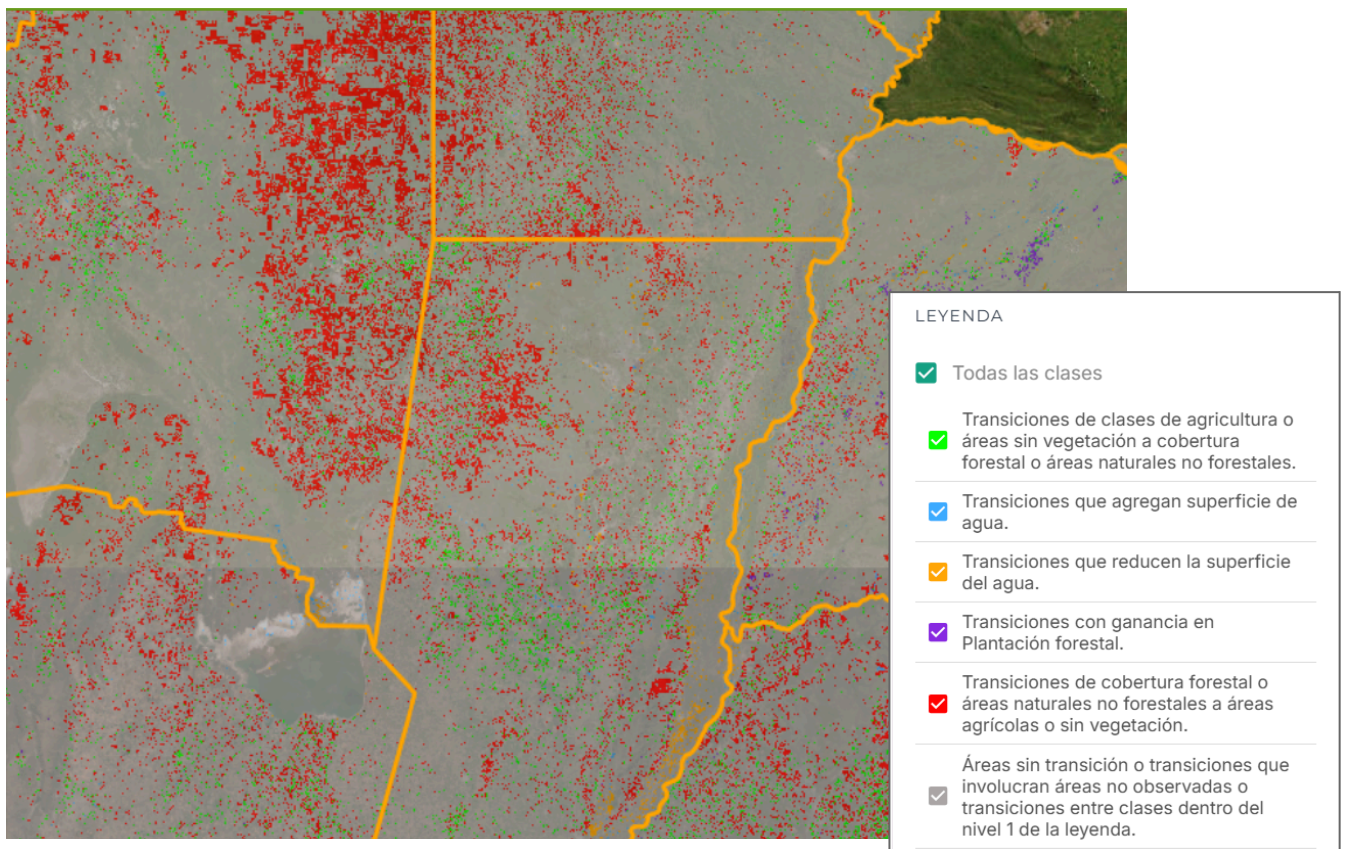 LEYENDA
Todas las clases
Transiciones de clases de agricultura o
áreas sin vegetación a cobertura
forestal o áreas naturales no forestales.
Transiciones que agregan superficie de
agua.
Transiciones que reducen la superficie
del agua.
Transiciones con ganancia en
Plantación forestal.
Transiciones de cobertura forestal o
áreas naturales no forestales a áreas
agrícolas o sin vegetación.
Áreas sin transición o transiciones que
involucran áreas no observadas o
transiciones entre clases dentro del
nivel 1 de la leyenda.